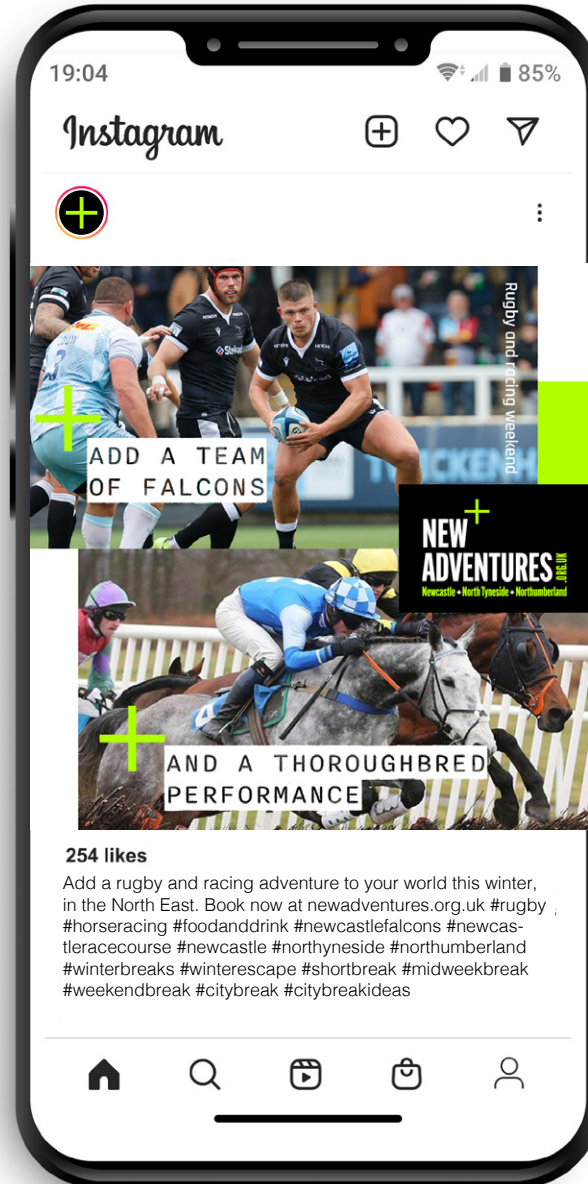 19:04
85%
Instagram
Rugby and racing weekend
ADD A TEAM
OF FALCONS
NEW
ADVENTURES
.ORG.UK
Newcastle + North Tyneside + Northumberland
AND A THOROUGHBRED
PERFORMANCE
254 likes
Add a rugby and racing adventure to your world this winter,
in the North East. Book now at newadventures.org.uk #rugby
#horseracing #foodanddrink #newcastlefalcons #newcas-
tleracecourse #newcastle #northyneside #northumberland
#winterbreaks #winterescape #shortbreak #midweekbreak
#weekendbreak #citybreak #citybreakideas